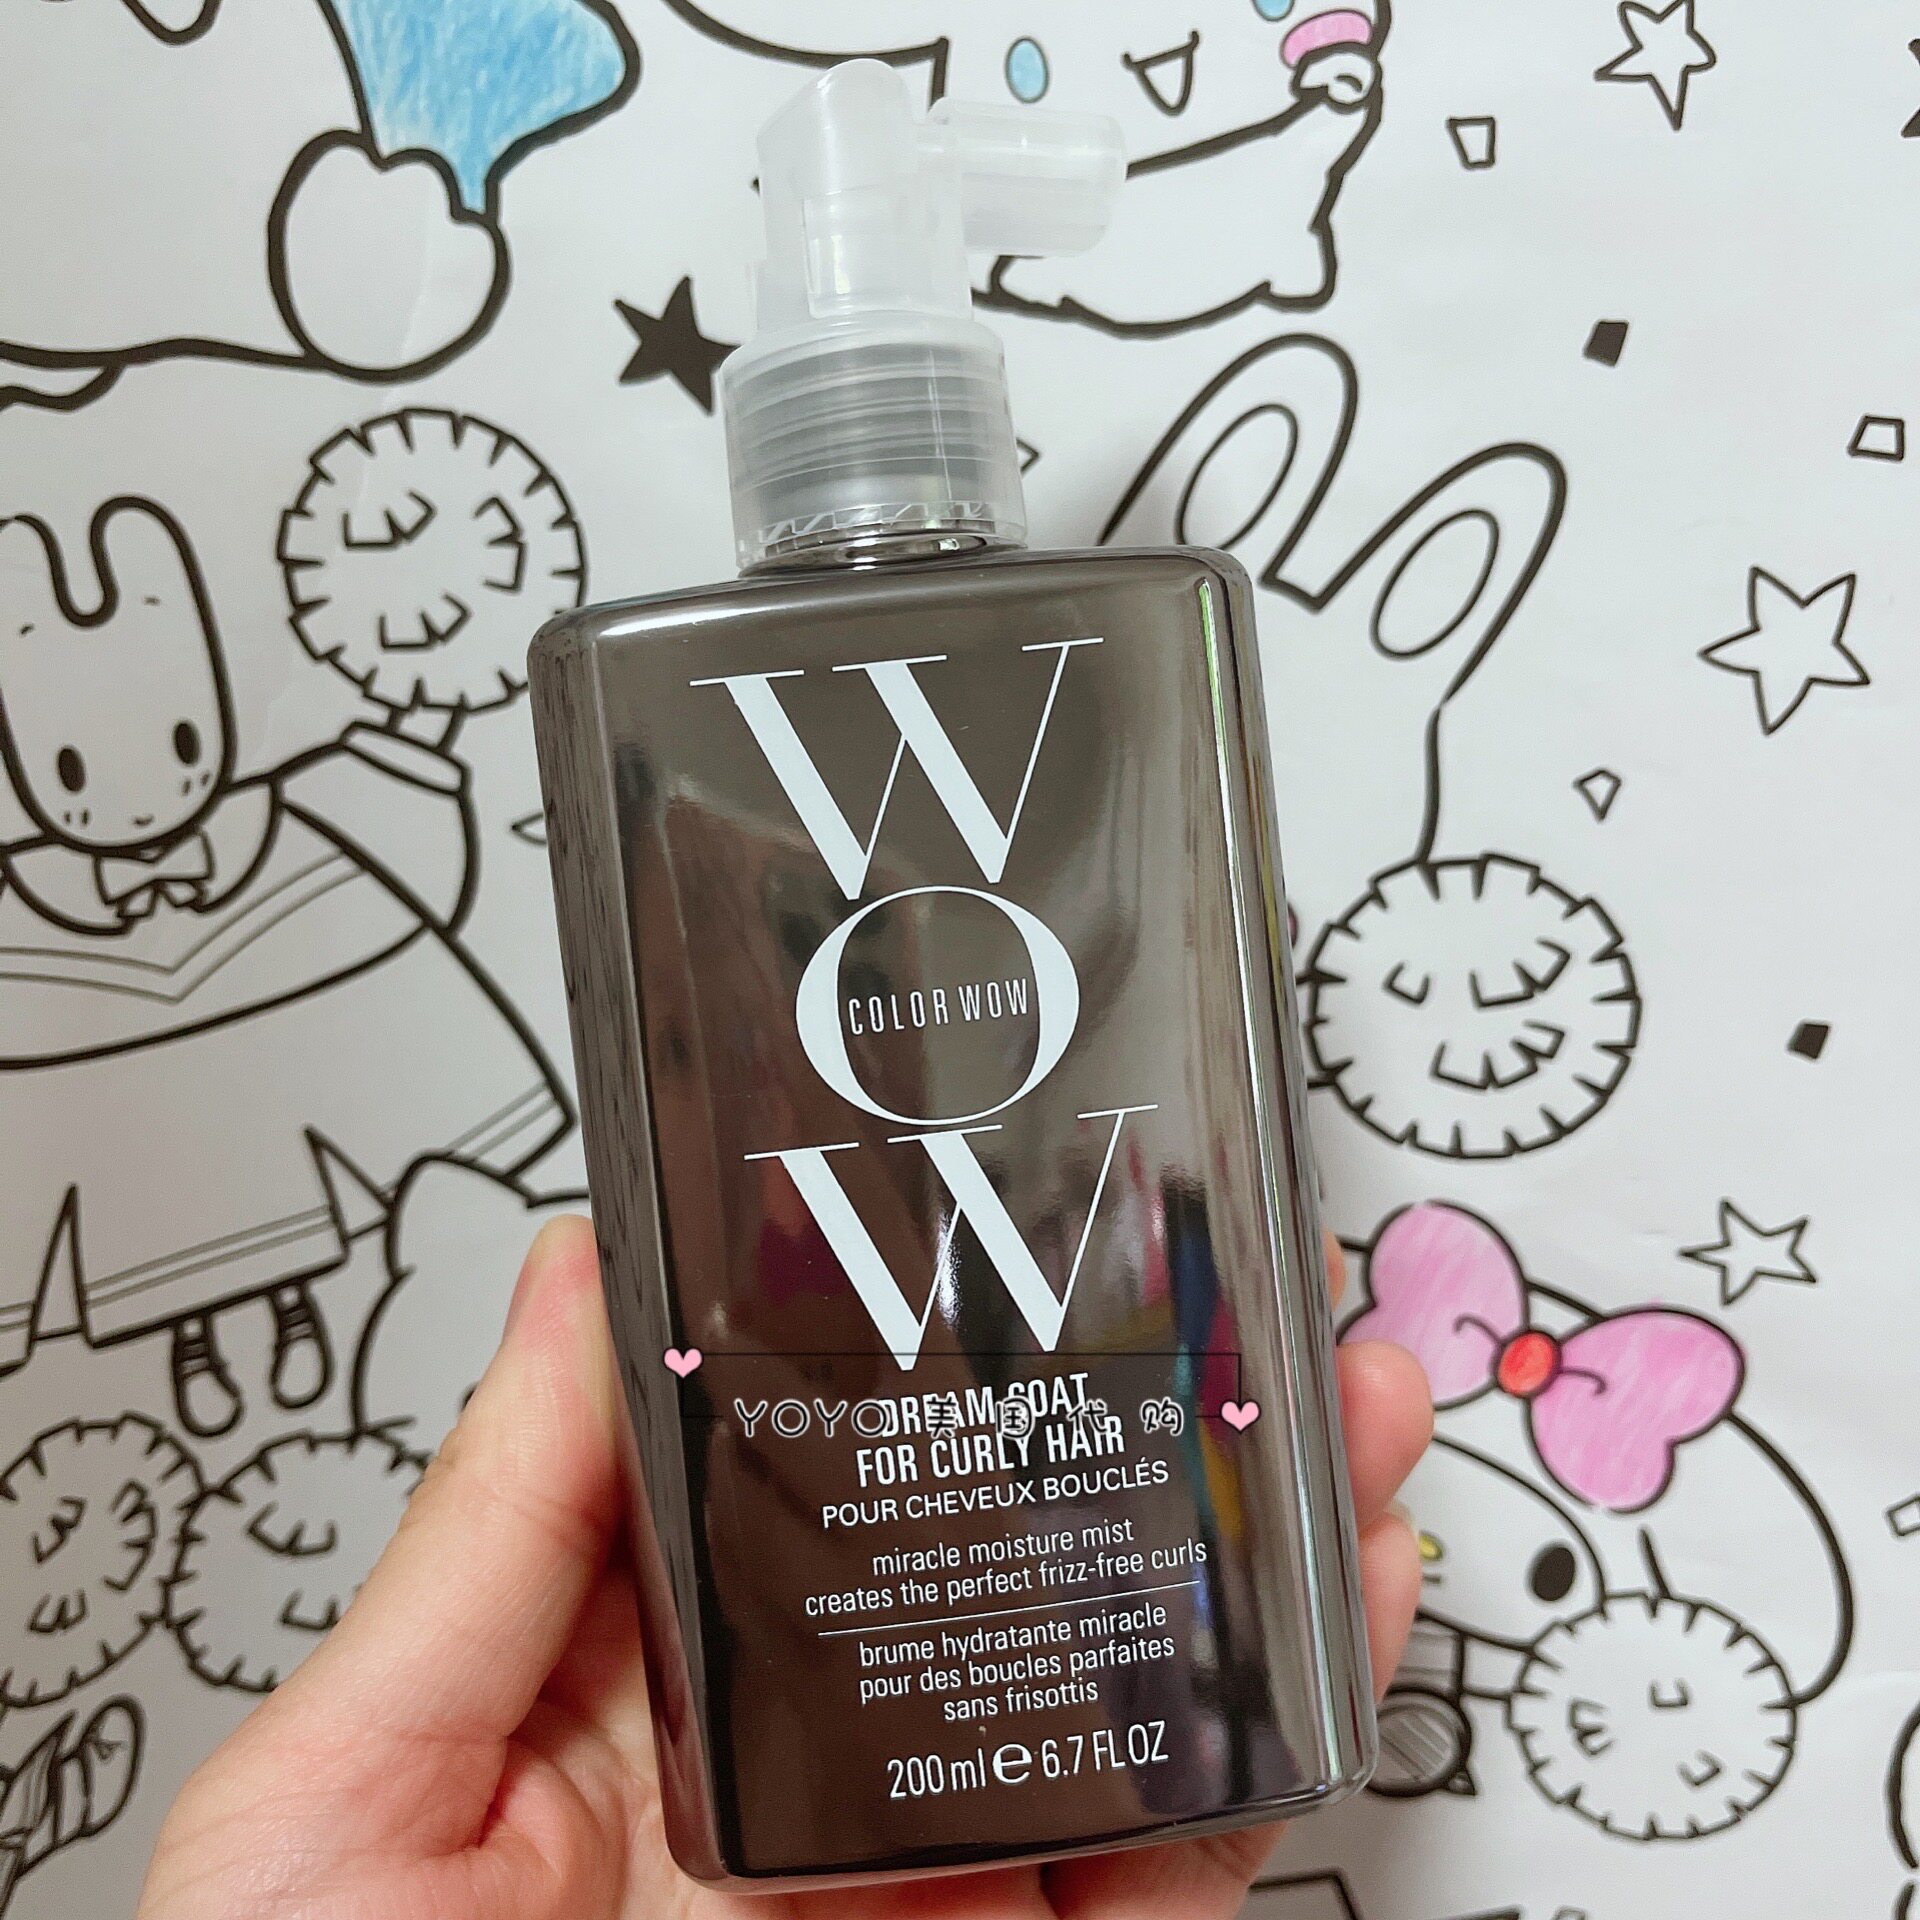 WOW
COLOR WOW
DREAM COAT
YOYO美国代购
FOR CURLY HAIR
POUR CHEVEUX BOUCLÉS
miracle moisture mist
creates the perfect frizz-free curls
brume hydratante miracle
pour des boucles parfaites
sans frisottis
200 ml e 6.7 FL OZ